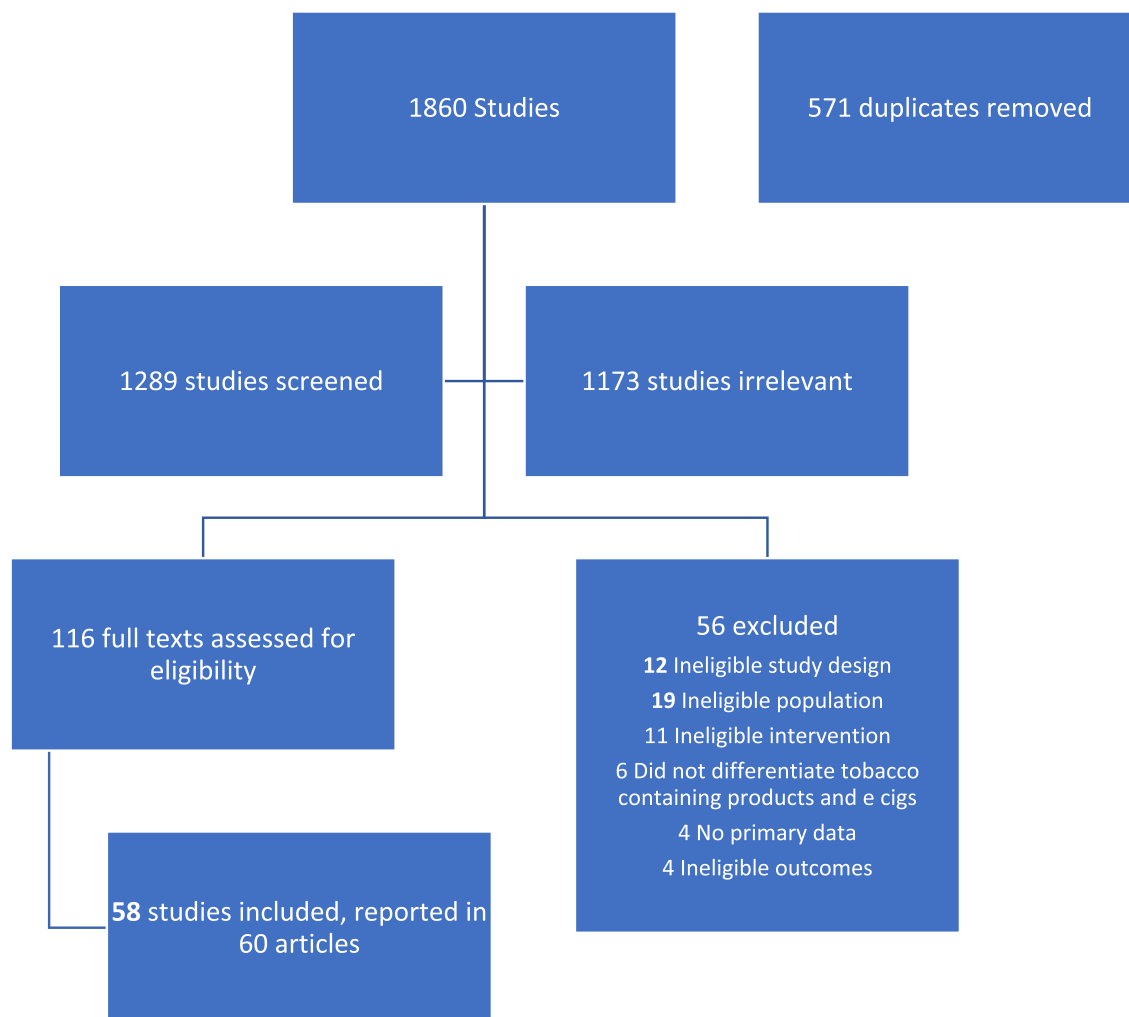 1860 Studies
571 duplicates removed
1289 studies screened
1173 studies irrelevant
116 full texts assessed for
eligibility
56 excluded
12 Ineligible study design
19 Ineligible population
11 Ineligible intervention
6 Did not differentiate tobacco
containing products and e cigs
4 No primary data
4 Ineligible outcomes
58 studies included, reported in
60 articles